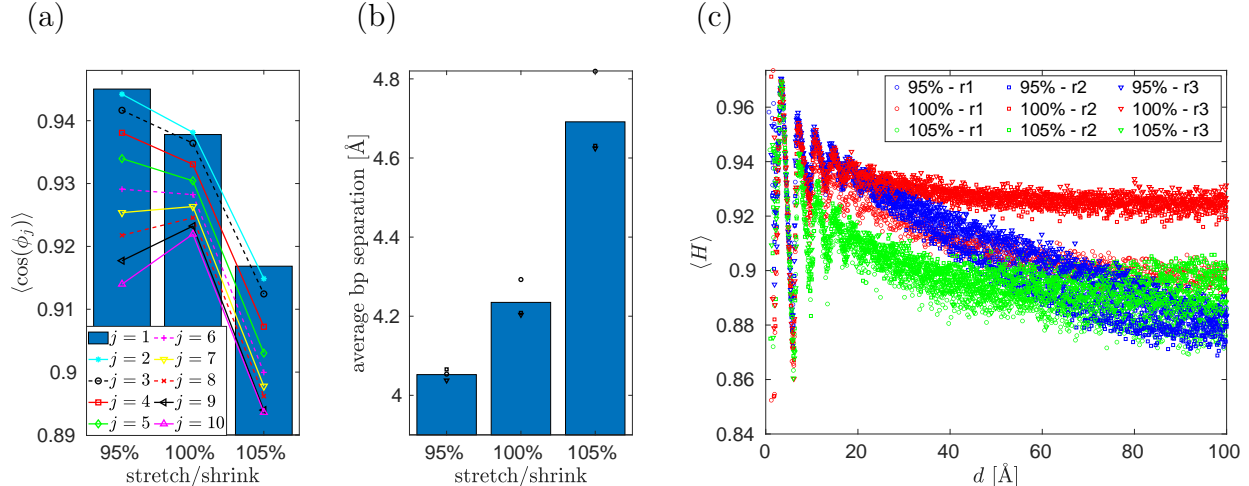 (a)
⟨cos(ϕ_j)⟩
0.94
0.93
0.92
0.91
0.9
0.89
j = 1
j = 2
j = 3
j = 4
j = 5
j = 6
j = 7
j = 8
j = 9
j = 10
95% 100% 105%
stretch/shrink
(b)
average bp separation [Å]
4.8
4.6
4.4
4.2
4
95% 100% 105%
stretch/shrink
(c)
⟨H⟩
0.96
0.94
0.92
0.9
0.88
0.86
0.84
95% - r1 95% - r2 95% - r3
100% - r1 100% - r2 100% - r3
105% - r1 105% - r2 105% - r3
0 20 40 60 80 100
d [Å]